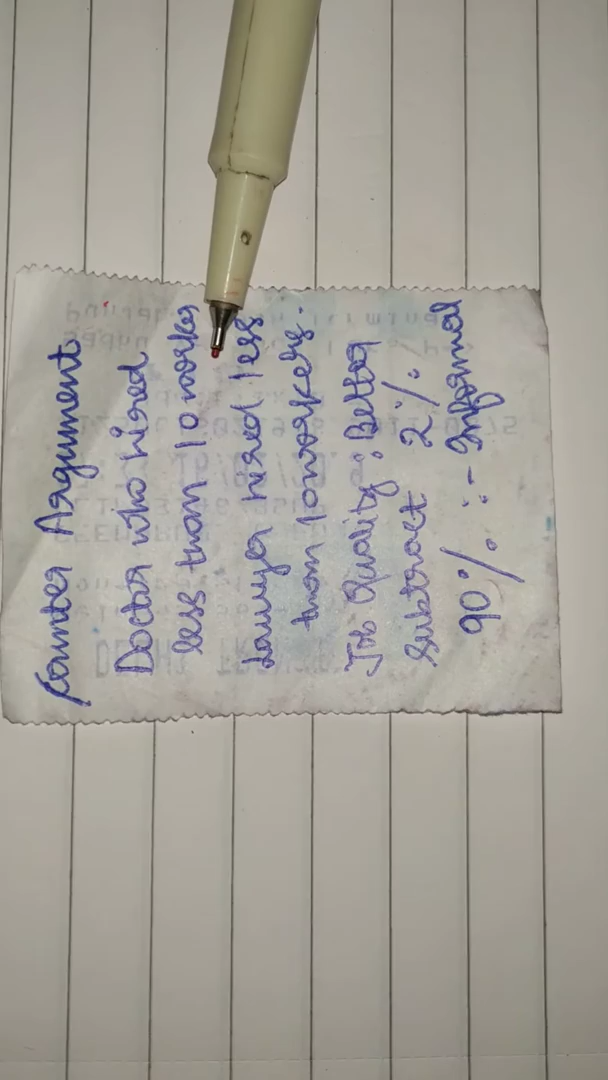 Counter Argument
Doctor who hired
less than 10 worker
Lawyer hired less
than 10 workers.
Job Quality : Better
Subtract 2%
90% :- Informal